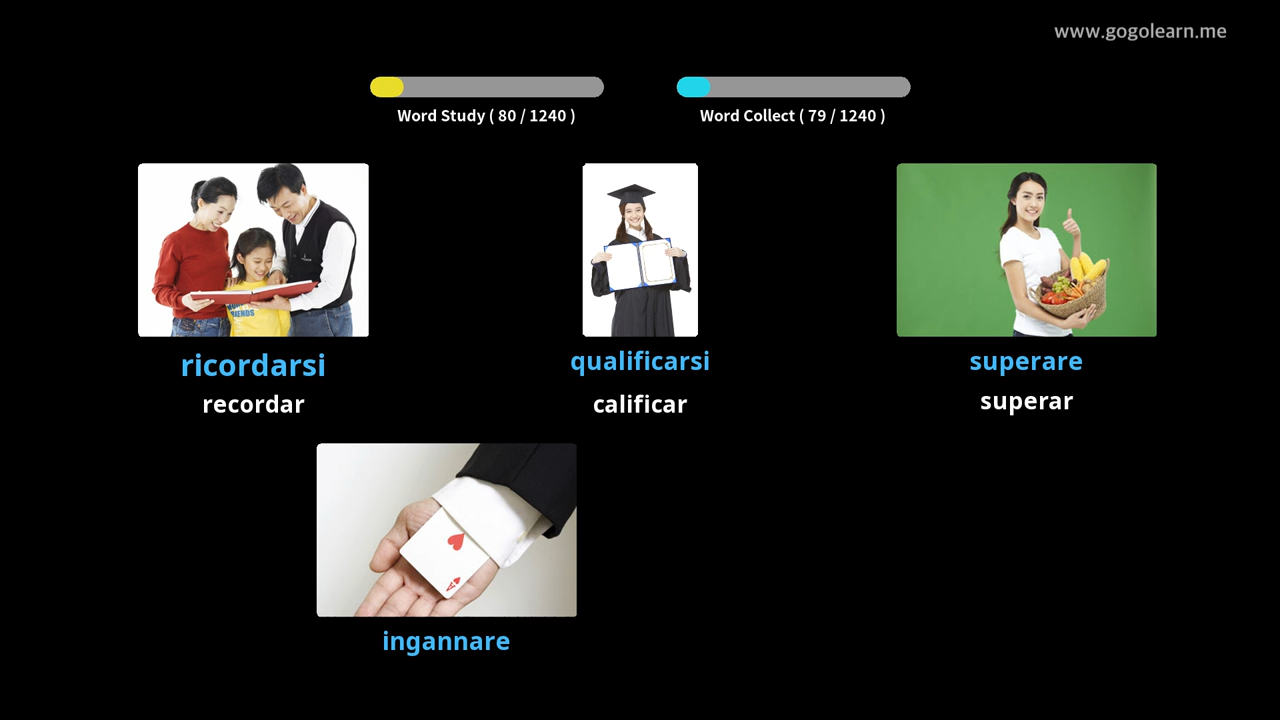 www.gogolearn.me
Word Study ( 80 / 1240 )
Word Collect ( 79 / 1240 )
ricordarsi
recordar
qualificarsi
calificar
superare
superar
ingannare